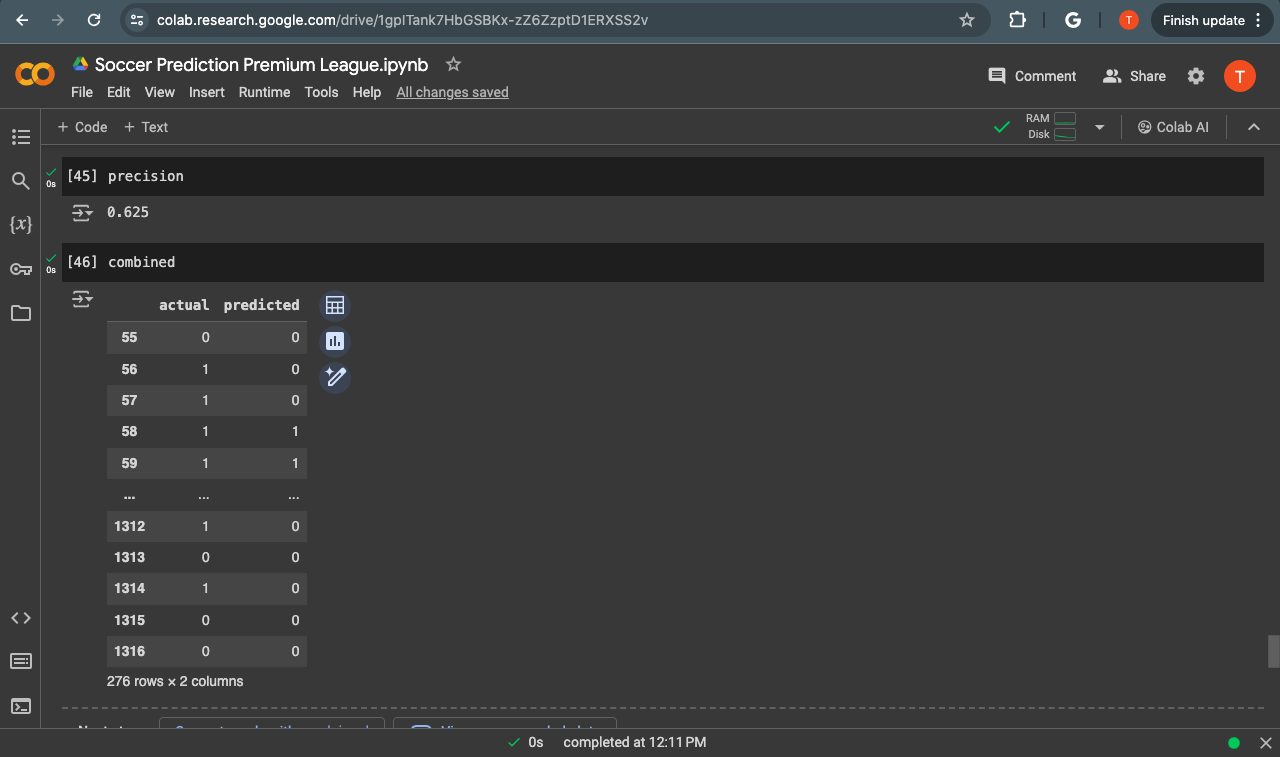 colab.research.google.com/drive/1gplTank7HbGSBKx-zZ6ZzptD1ERXSS2v
G
T
Finish update
Soccer Prediction Premium League.ipynb
Comment
Share
T
File Edit View Insert Runtime Tools Help All changes saved
+ Code + Text
RAM
Disk
Colab AI
[45] precision
0s
0.625
{x}
[46] combined
0s
actual predicted
55 0 0
56 1 0
57 1 0
58 1 1
59 1 1
... ... ...
1312 1 0
1313 0 0
1314 1 0
1315 0 0
1316 0 0
276 rows × 2 columns
0s completed at 12:11 PM